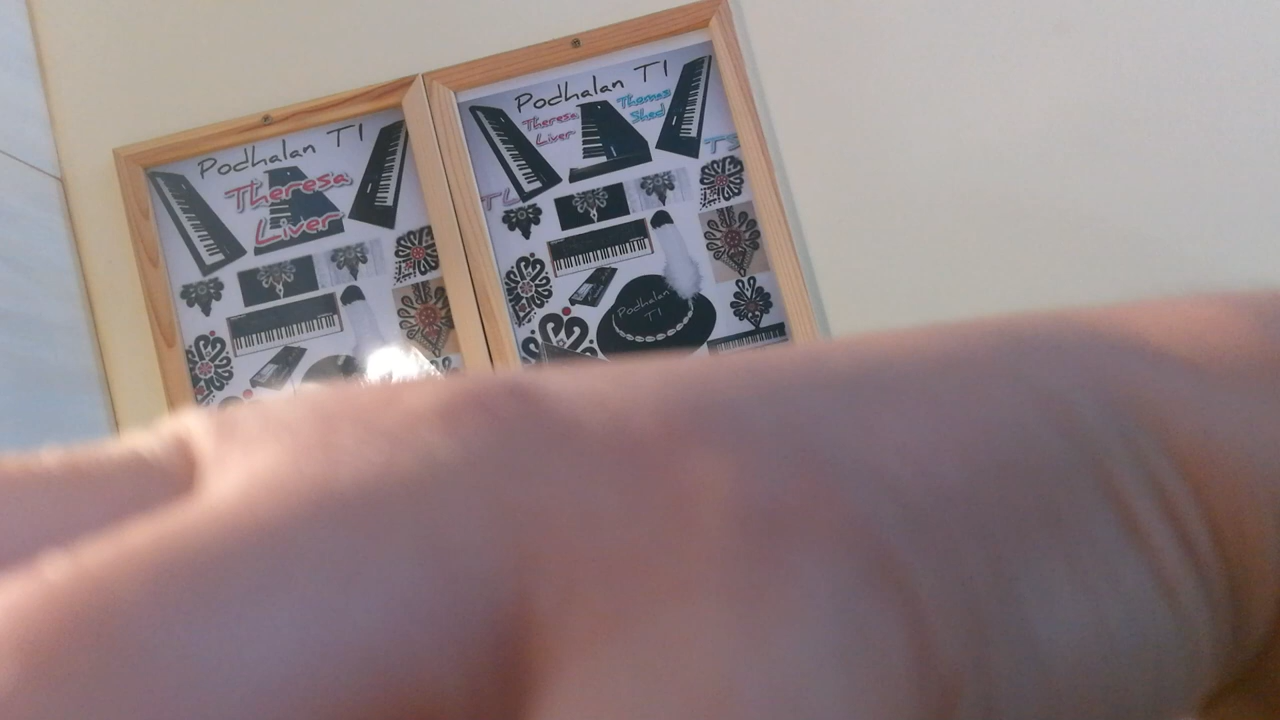 Podhalan T1
Theresa
Liver
Podhalan T1
Theresa
Liver
Thomas
Shed
TL
TS
Podhalan
T1